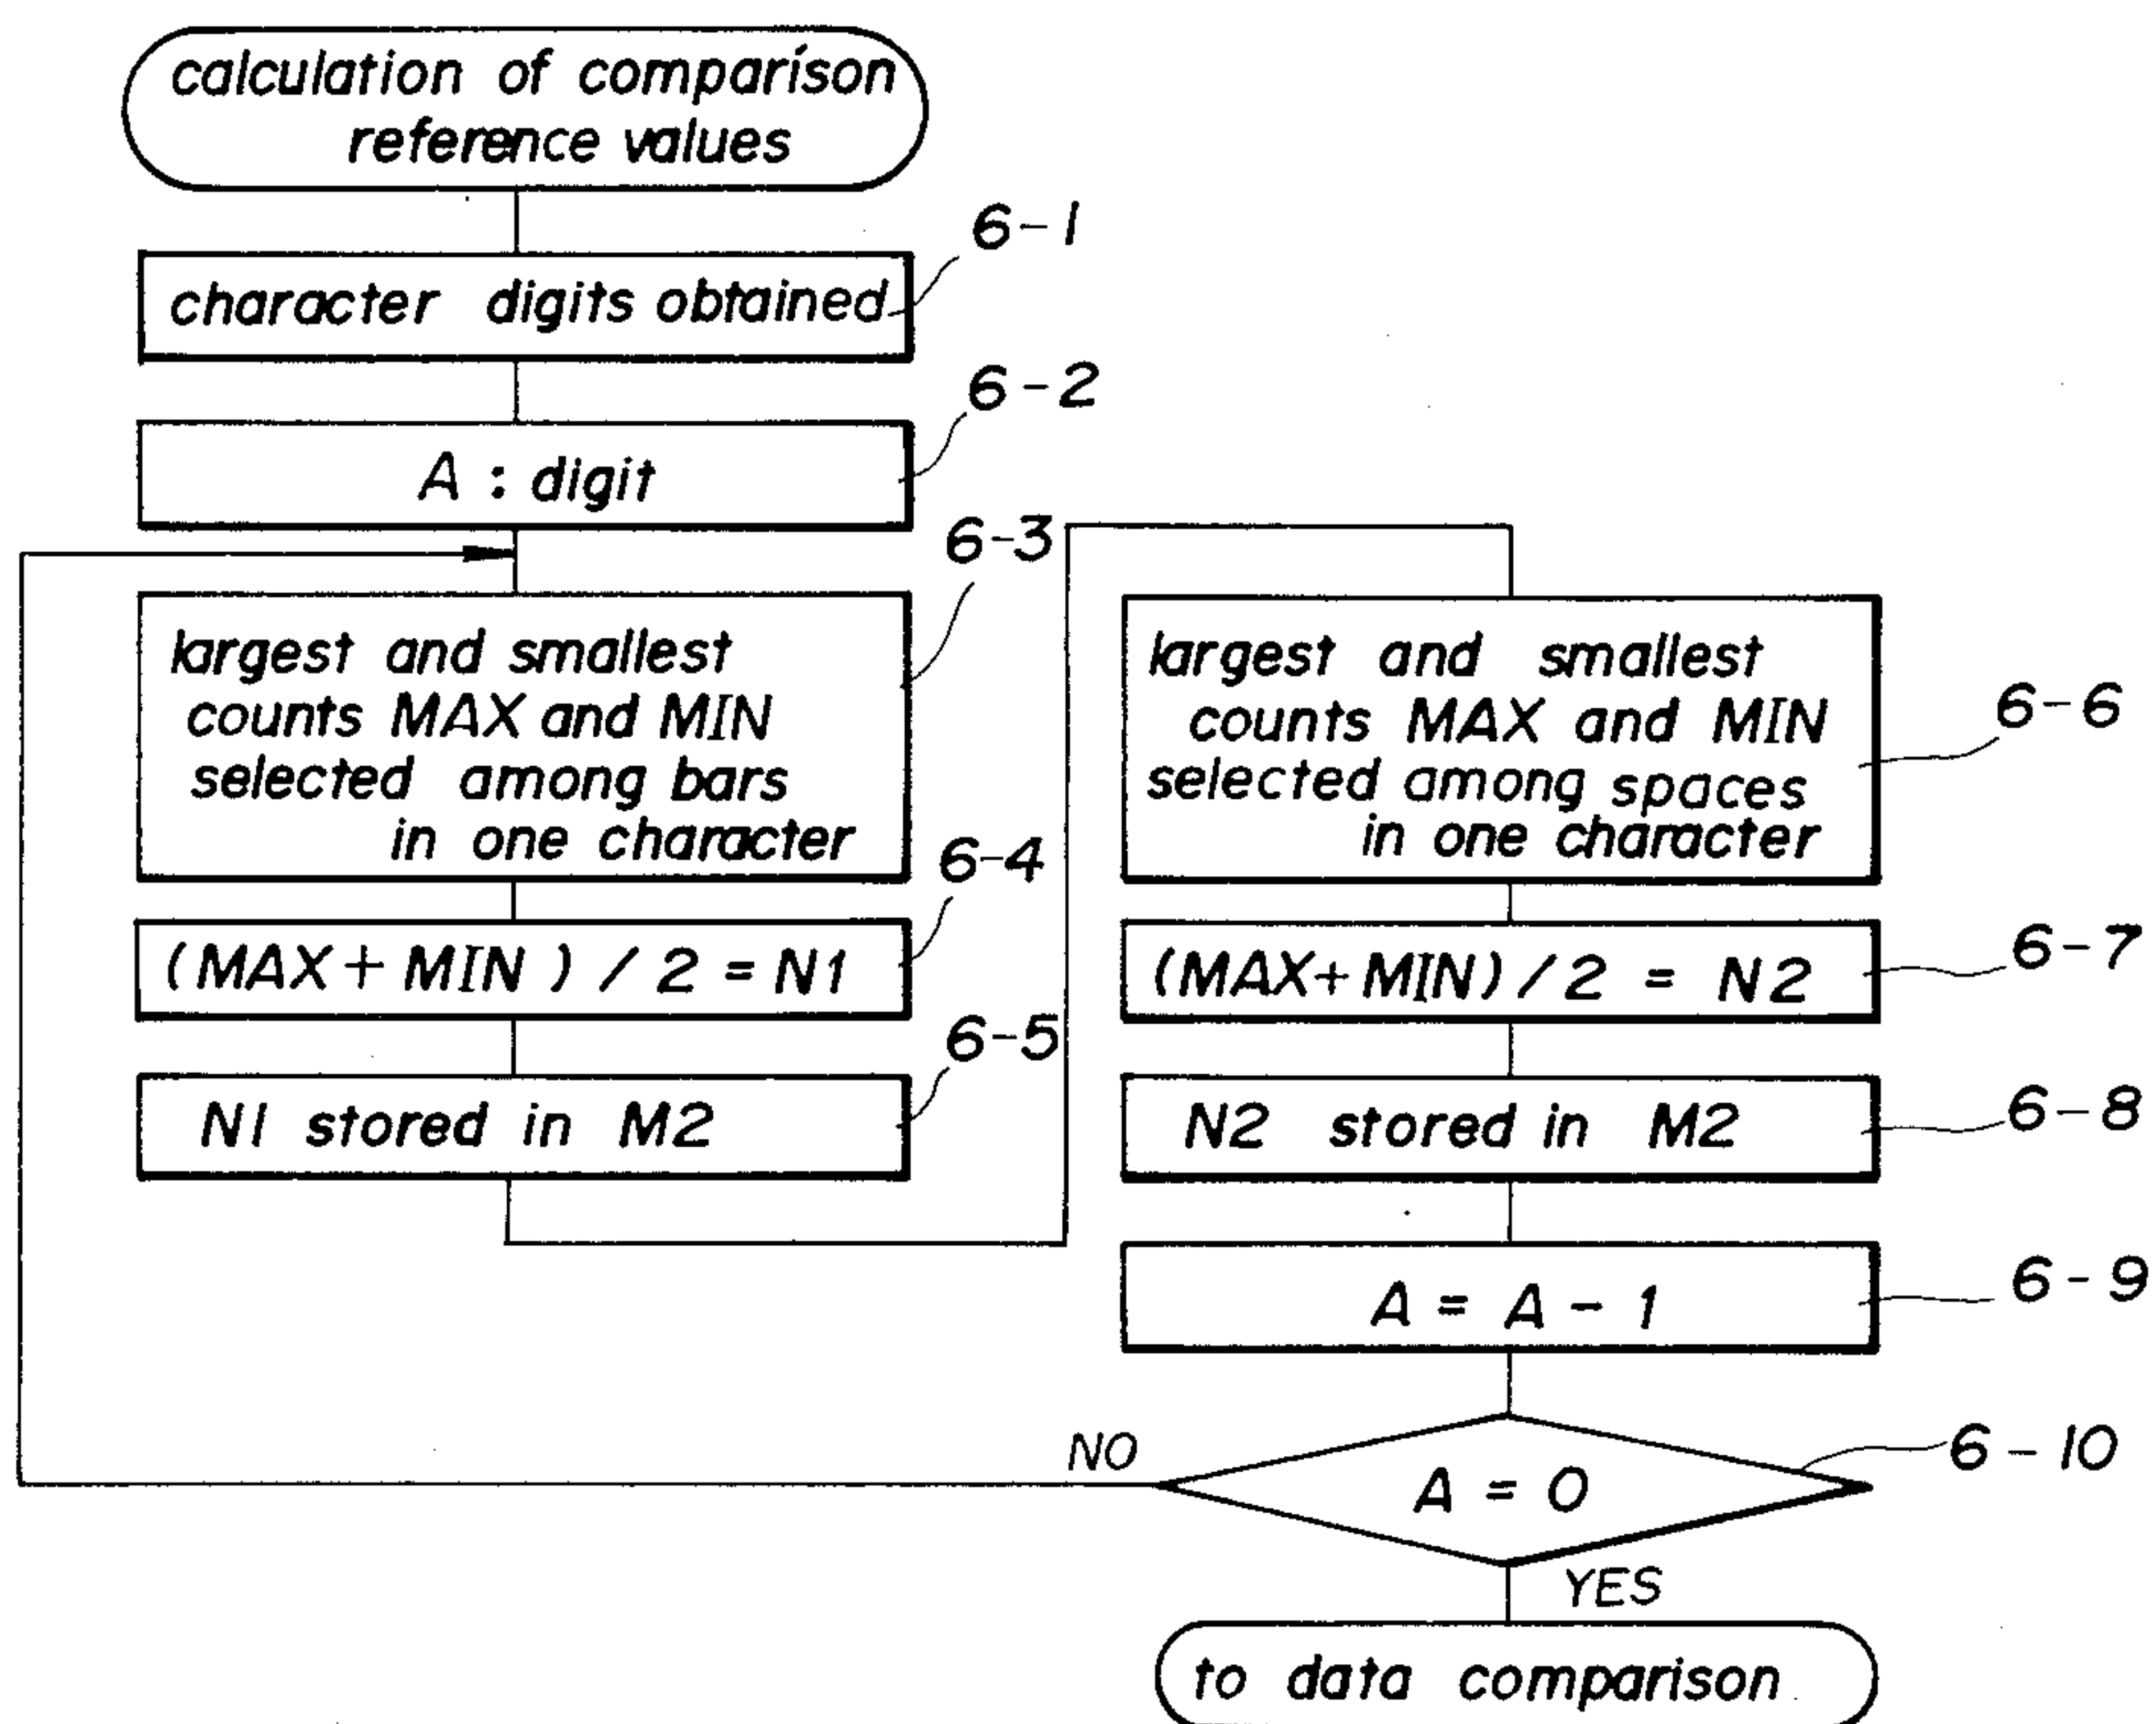 calculation of comparison
reference values
6-1
character digits obtained
6-2
A : digit
6-3
largest and smallest
counts MAX and MIN
selected among bars
in one character
6-4
(MAX + MIN ) / 2 = N1
6-5
N1 stored in M2
largest and smallest
counts MAX and MIN
selected among spaces
in one character
6-6
(MAX+MIN) / 2 = N2
6-7
N2 stored in M2
6-8
A = A - 1
6-9
A = 0
6-10
NO
YES
to data comparison